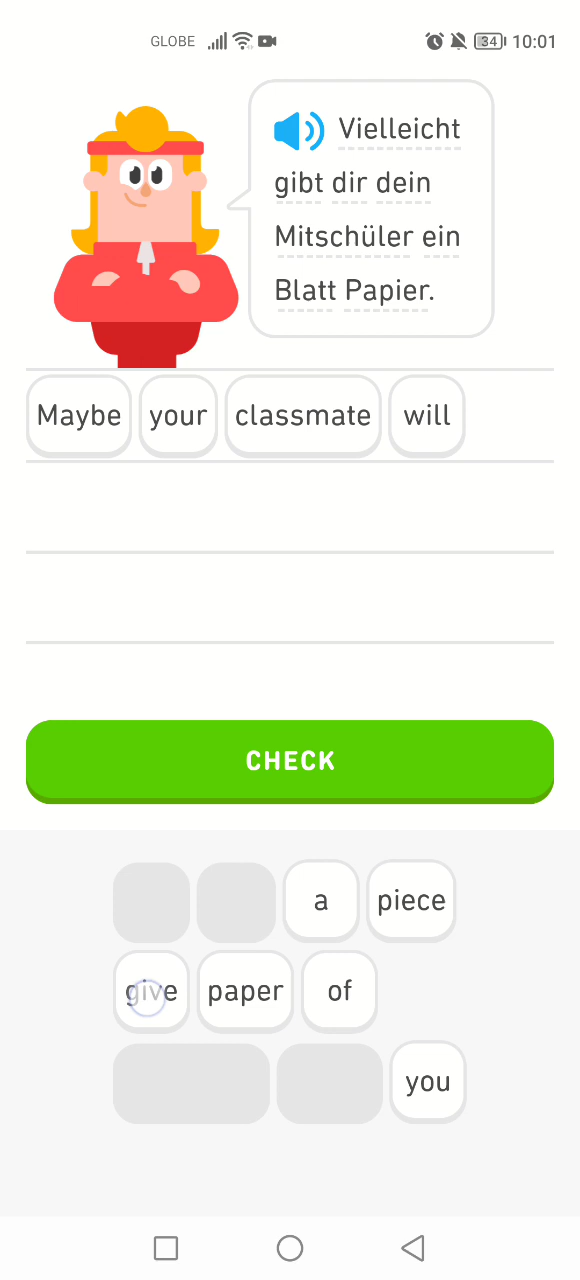 GLOBE 34 10:01
Vielleicht
gibt dir dein
Mitschüler ein
Blatt Papier.
Maybe your classmate will
CHECK
a piece
give paper of
you